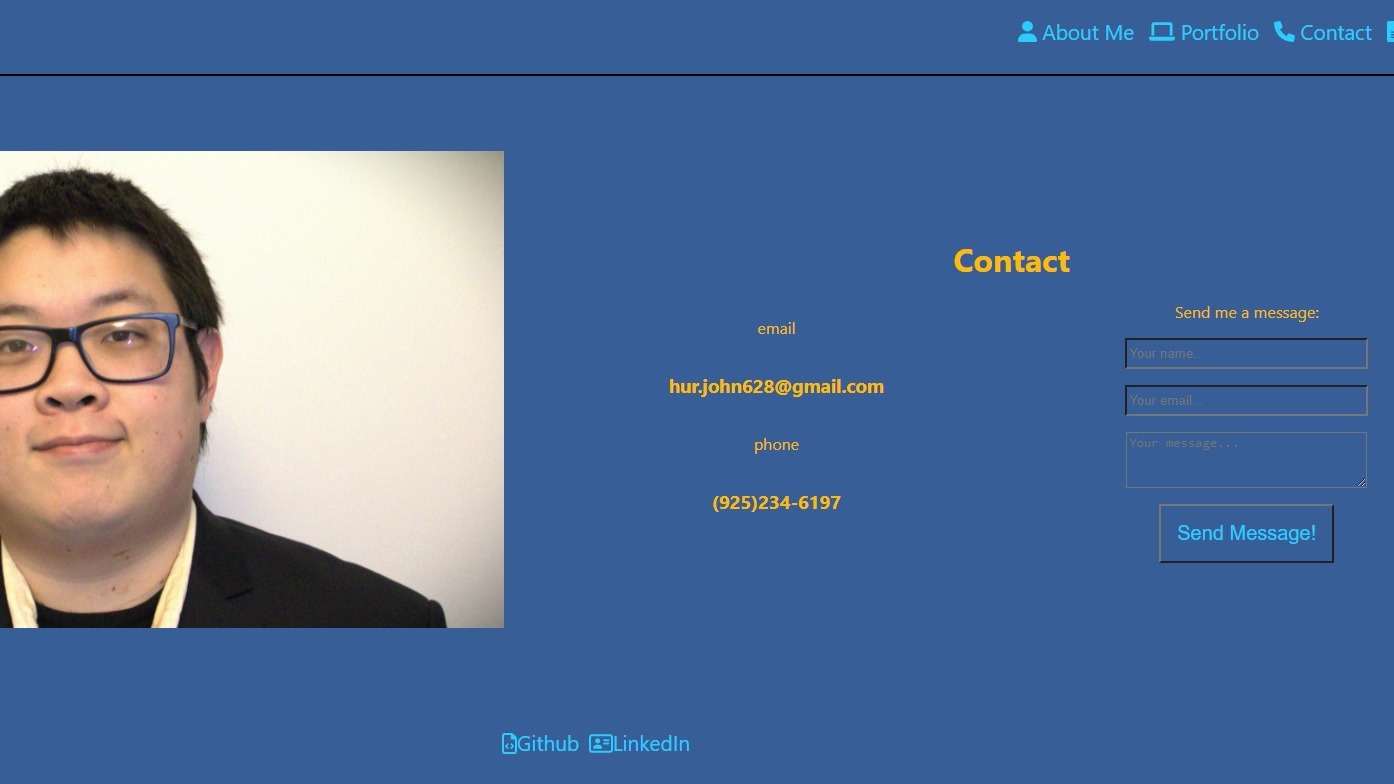 About Me Portfolio Contact
Contact
Send me a message:
email
Your name...
hur.john628@gmail.com
Your email...
phone
Your message...
(925)234-6197
Send Message!
Github LinkedIn